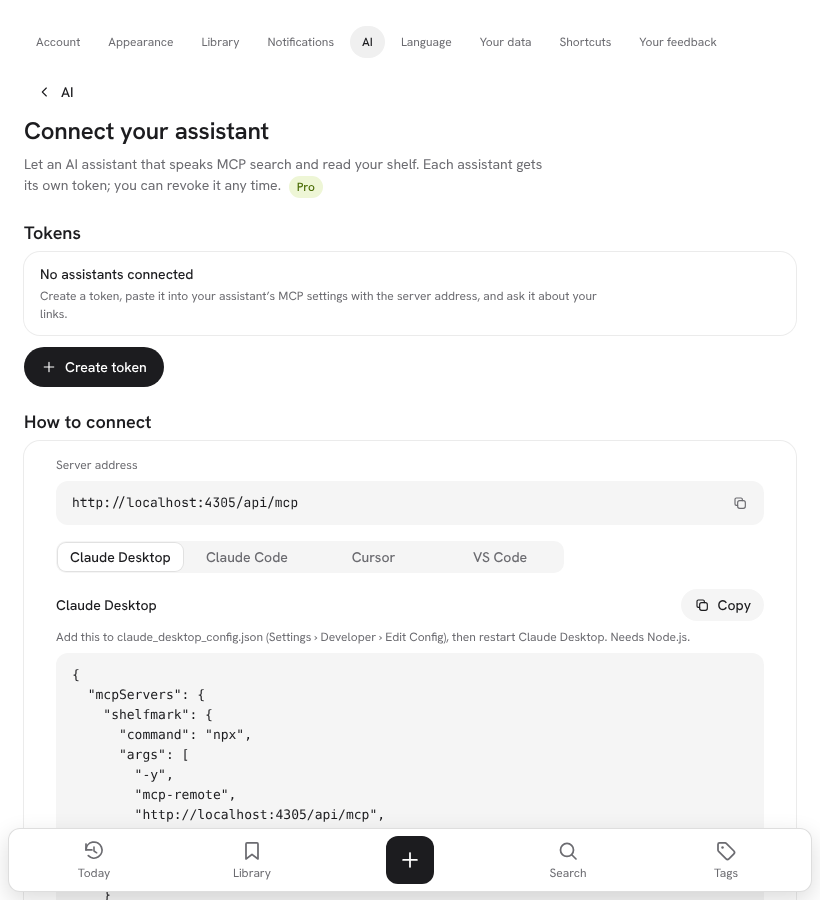 Account Appearance Library Notifications AI Language Your data Shortcuts Your feedback
AI
Connect your assistant
Let an AI assistant that speaks MCP search and read your shelf. Each assistant gets
its own token; you can revoke it any time. Pro
Tokens
No assistants connected
Create a token, paste it into your assistant’s MCP settings with the server address, and ask it about your
links.
Create token
How to connect
Server address
http://localhost:4305/api/mcp
Claude Desktop Claude Code Cursor VS Code
Claude Desktop Copy
Add this to claude_desktop_config.json (Settings › Developer › Edit Config), then restart Claude Desktop. Needs Node.js.
{
"mcpServers": {
"shelfmark": {
"command": "npx",
"args": [
"-y",
"mcp-remote",
"http://localhost:4305/api/mcp",
Today Library Search Tags
}